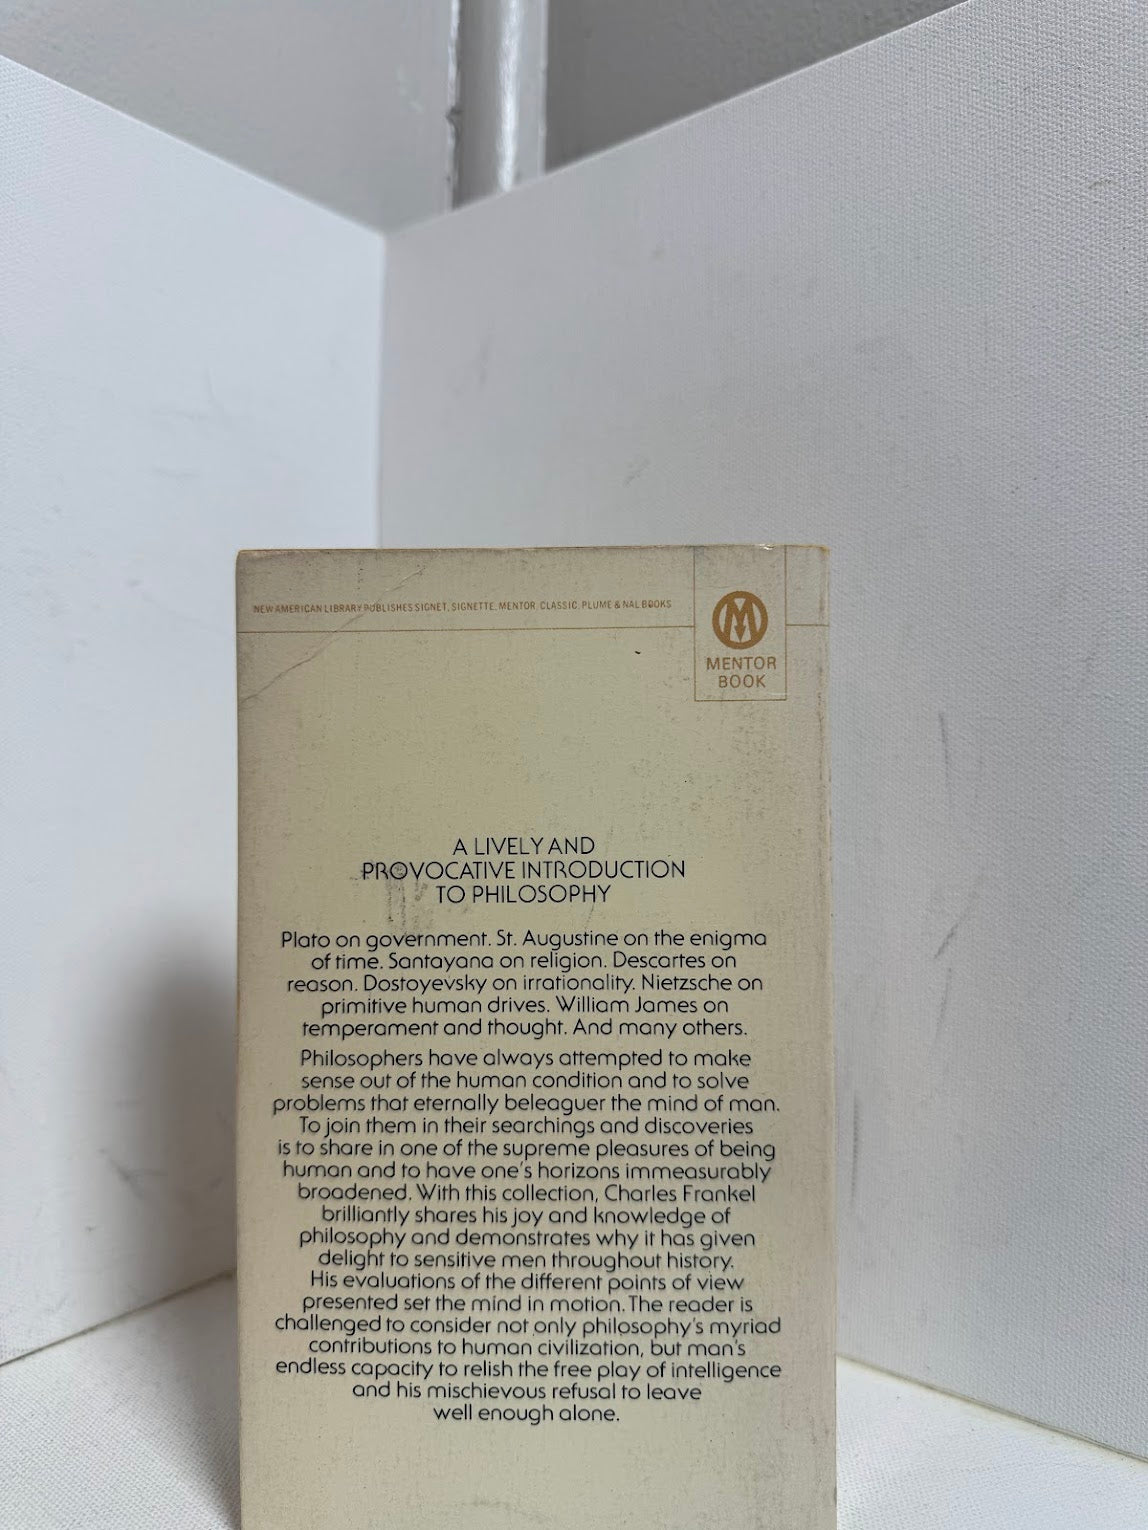 NEW AMERICAN LIBRARY PUBLISHES SIGNET, SIGNETTE, MENTOR, CLASSIC, PLUME & NAL BOOKS
M
MENTOR
BOOK
A LIVELY AND
PROVOCATIVE INTRODUCTION
TO PHILOSOPHY
Plato on government. St. Augustine on the enigma
of time. Santayana on religion. Descartes on
reason. Dostoyevsky on irrationality. Nietzsche on
primitive human drives. William James on
temperament and thought. And many others.
Philosophers have always attempted to make
sense out of the human condition and to solve
problems that eternally beleaguer the mind of man.
To join them in their searchings and discoveries
is to share in one of the supreme pleasures of being
human and to have one's horizons immeasurably
broadened. With this collection, Charles Frankel
brilliantly shares his joy and knowledge of
philosophy and demonstrates why it has given
delight to sensitive men throughout history.
His evaluations of the different points of view
presented set the mind in motion. The reader is
challenged to consider not only philosophy's myriad
contributions to human civilization, but man's
endless capacity to relish the free play of intelligence
and his mischievous refusal to leave
well enough alone.